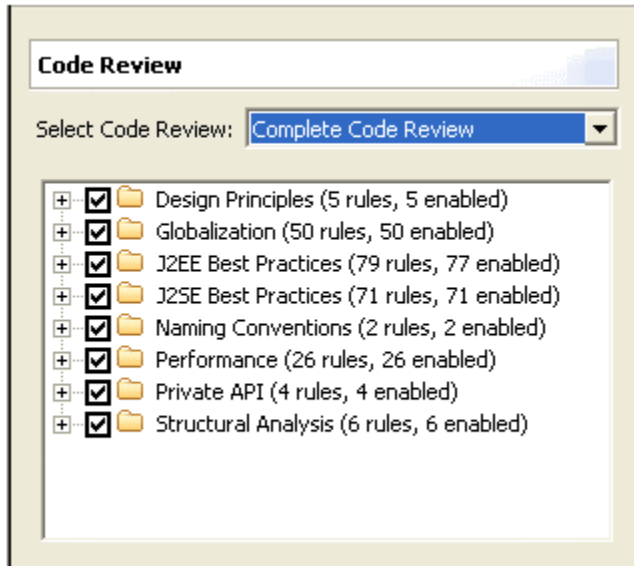 Code Review
Select Code Review: Complete Code Review
Design Principles (5 rules, 5 enabled)
Globalization (50 rules, 50 enabled)
J2EE Best Practices (79 rules, 77 enabled)
J2SE Best Practices (71 rules, 71 enabled)
Naming Conventions (2 rules, 2 enabled)
Performance (26 rules, 26 enabled)
Private API (4 rules, 4 enabled)
Structural Analysis (6 rules, 6 enabled)